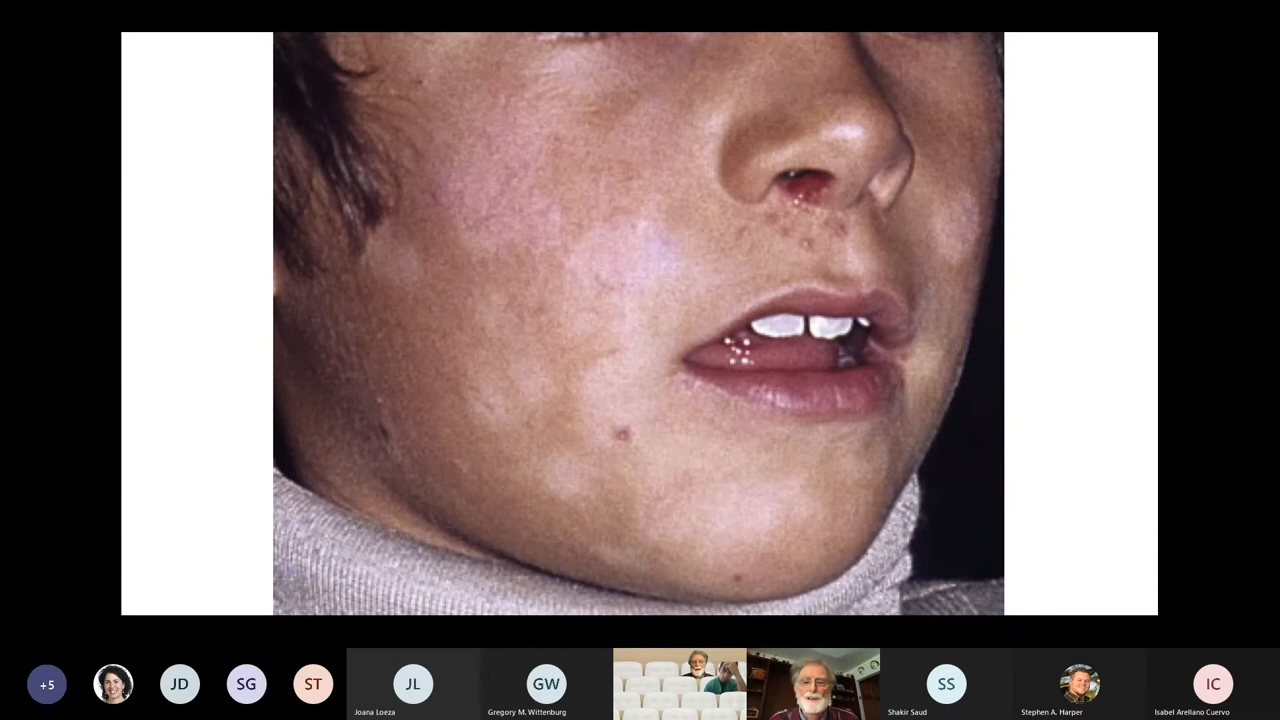 +5
JD
SG
ST
JL
Joana Loeza
GW
Gregory M. Wittenburg
SS
Shakir Saud
Stephen A. Harper
IC
Isabel Arellano Cuervo